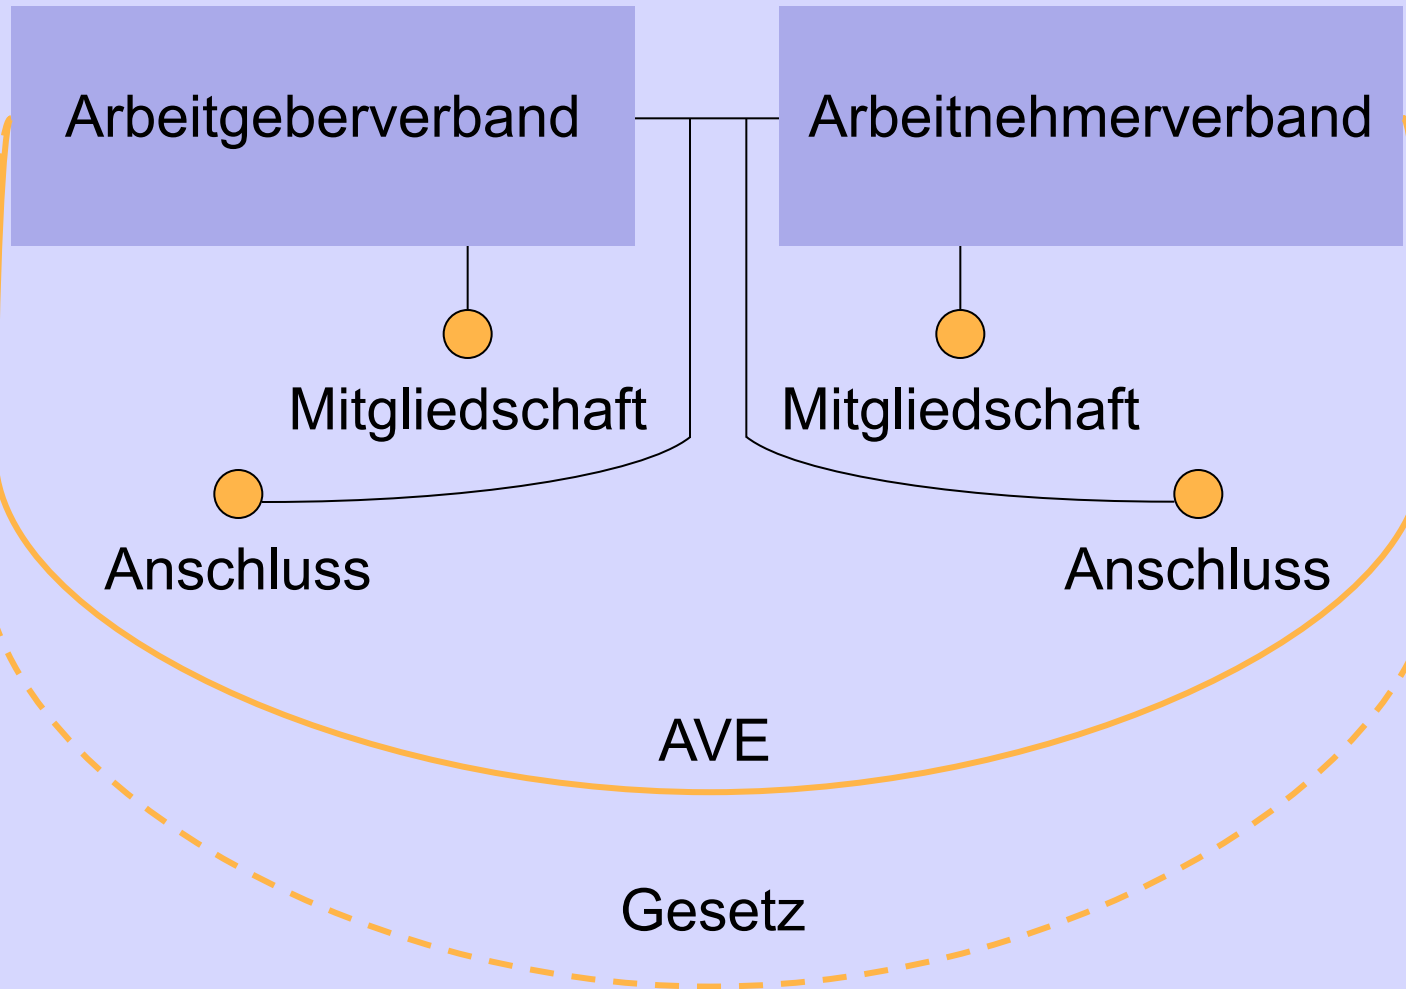 Arbeitgeberverband
Arbeitnehmerverband
Mitgliedschaft
Mitgliedschaft
Anschluss
Anschluss
AVE
Gesetz